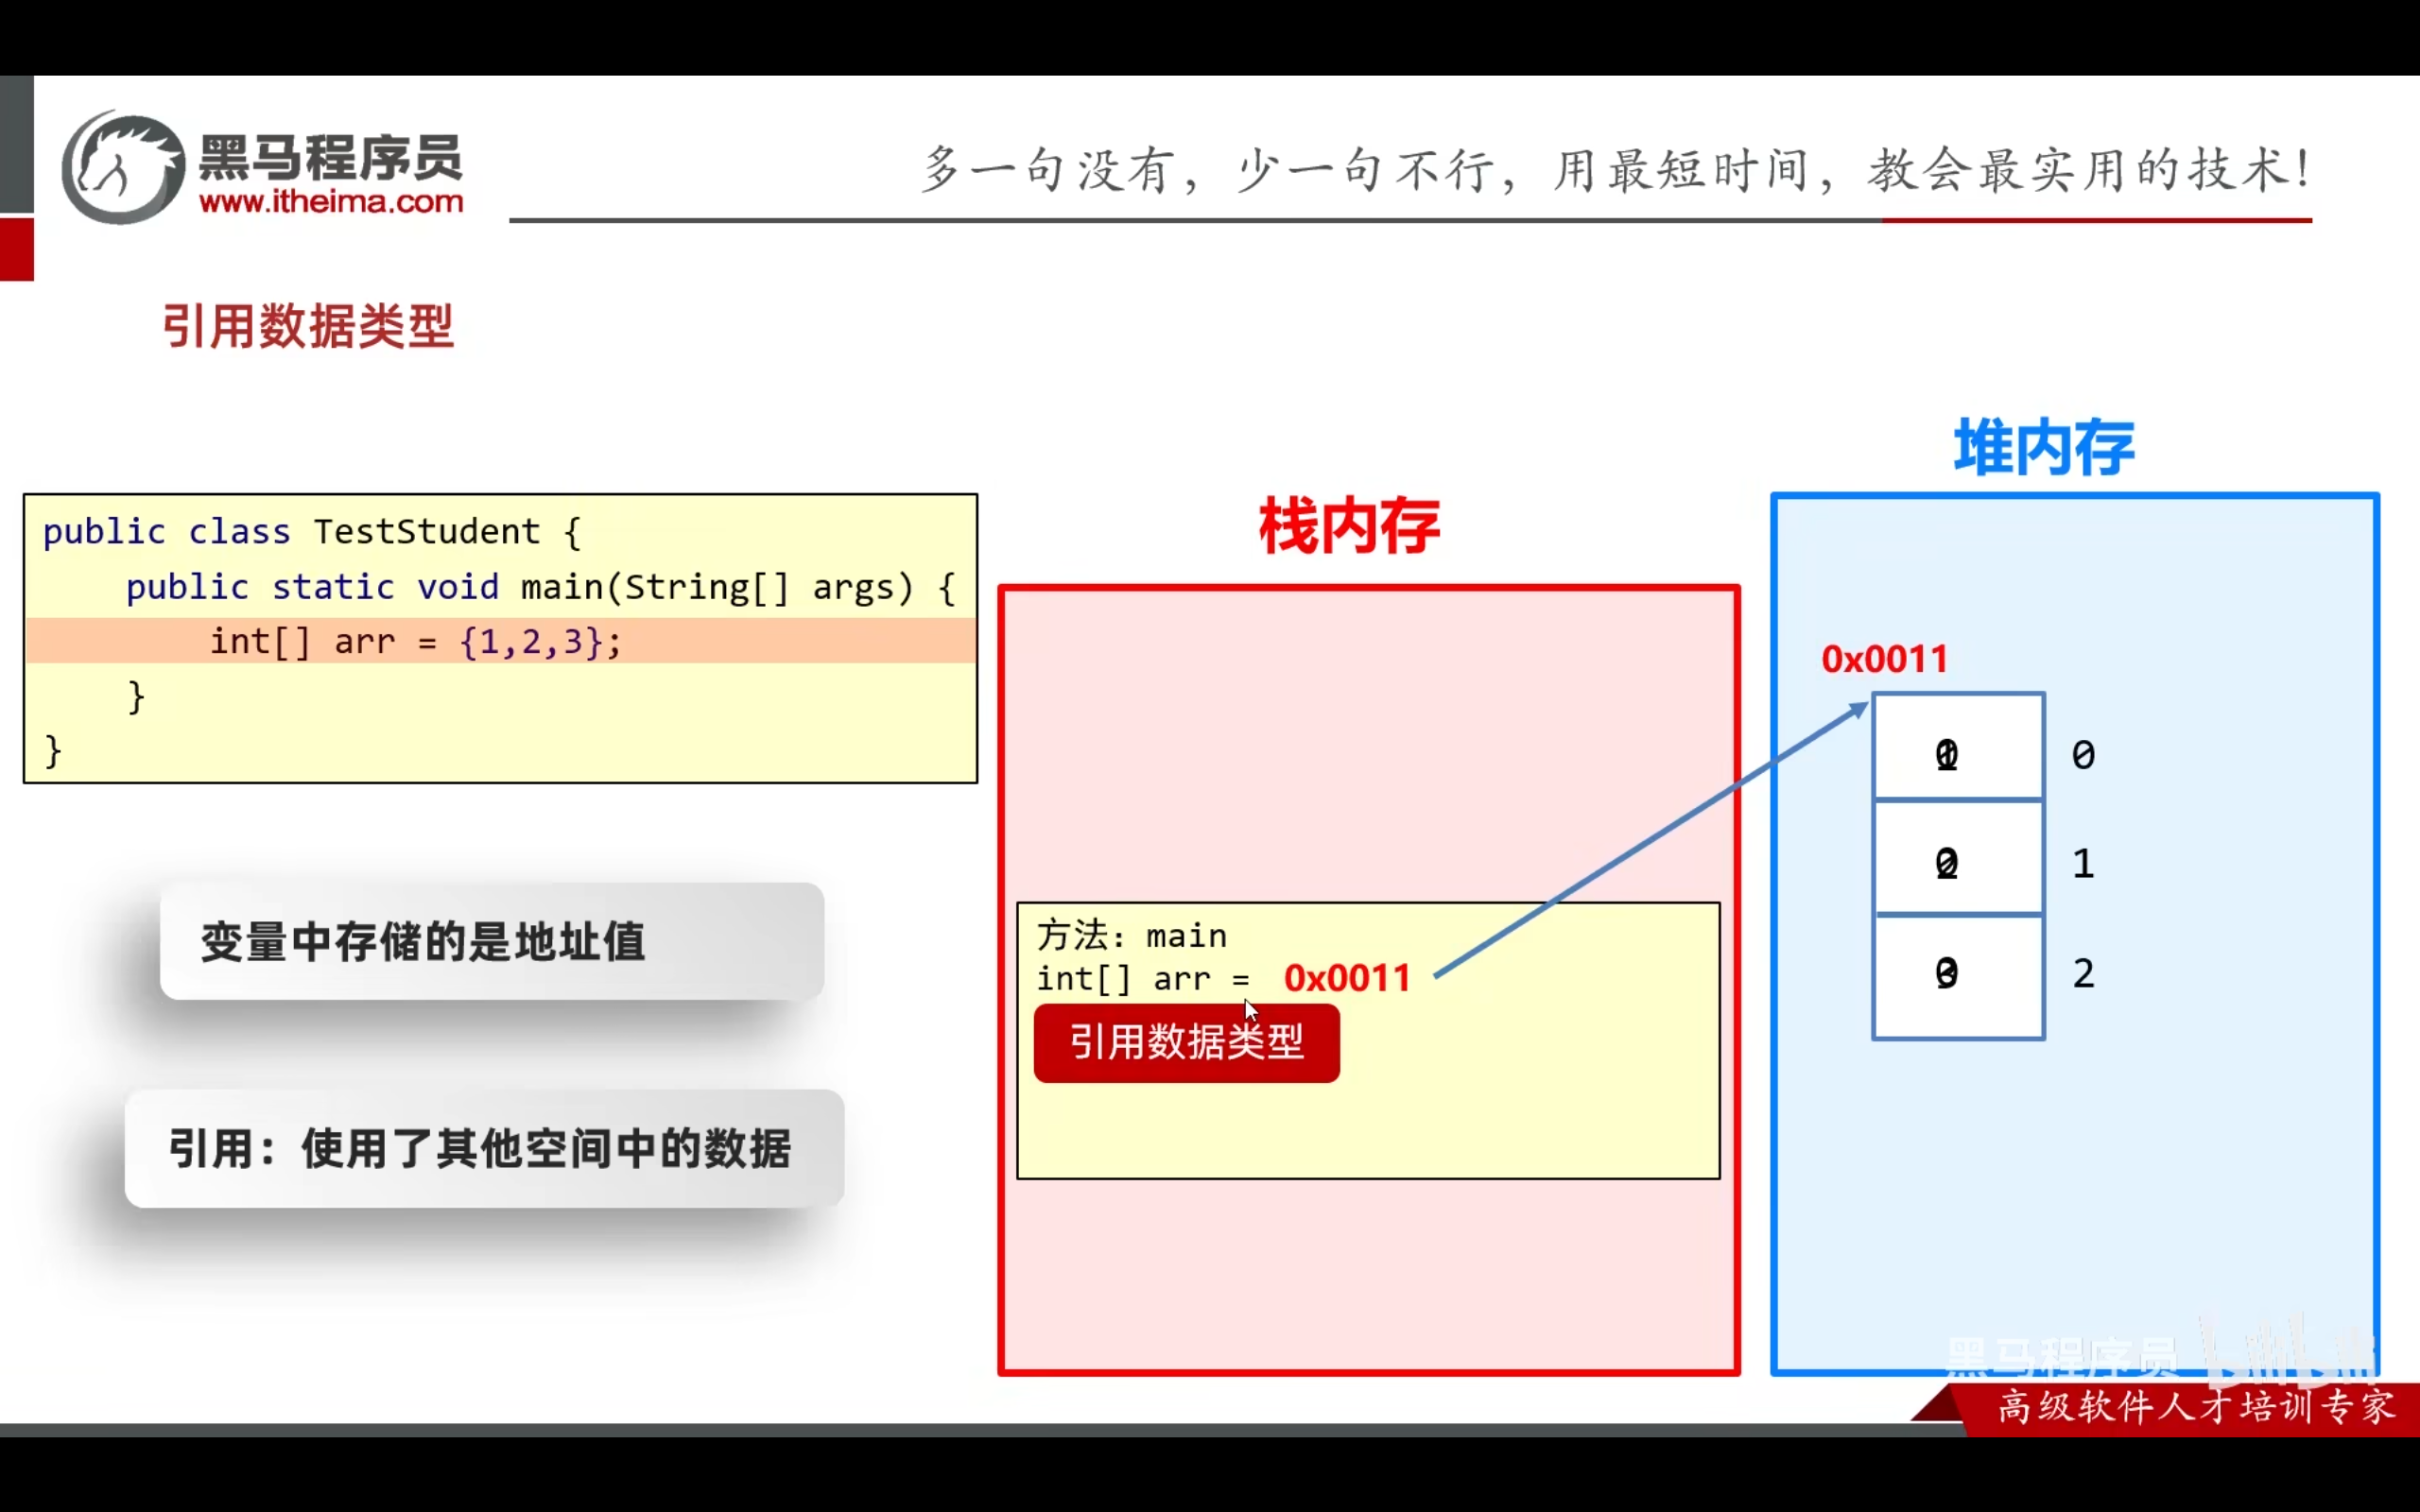 黑马程序员
www.itheima.com
多一句没有，少一句不行，用最短时间，教会最实用的技术！
引用数据类型
public class TestStudent {
public static void main(String[] args) {
int[] arr = {1,2,3};
}
}
变量中存储的是地址值
引用：使用了其他空间中的数据
栈内存
方法：main
int[] arr = 0x0011
引用数据类型
堆内存
0x0011
0
1
2
黑马程序员 bilibili
高级软件人才培训专家